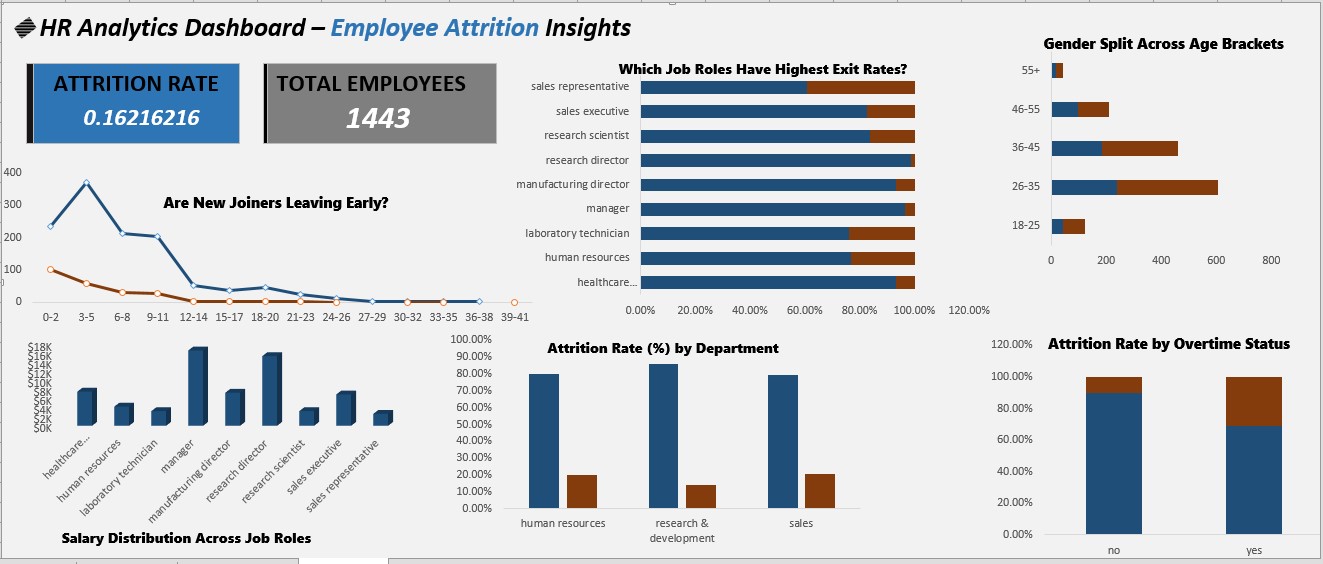 HR Analytics Dashboard – Employee Attrition Insights
ATTRITION RATE
0.16216216
TOTAL EMPLOYEES
1443
Are New Joiners Leaving Early?
400
300
200
100
0
0-2 3-5 6-8 9-11 12-14 15-17 18-20 21-23 24-26 27-29 30-32 33-35 36-38 39-41
Which Job Roles Have Highest Exit Rates?
sales representative
sales executive
research scientist
research director
manufacturing director
manager
laboratory technician
human resources
healthcare...
0.00% 20.00% 40.00% 60.00% 80.00% 100.00% 120.00%
Gender Split Across Age Brackets
55+
46-55
36-45
26-35
18-25
0 200 400 600 800
$18K
$16K
$14K
$12K
$10K
$8K
$6K
$4K
$2K
$0K
healthcare...
human resources
laboratory technician
manager
manufacturing director
research director
research scientist
sales executive
sales representative
Salary Distribution Across Job Roles
Attrition Rate (%) by Department
100.00%
90.00%
80.00%
70.00%
60.00%
50.00%
40.00%
30.00%
20.00%
10.00%
0.00%
human resources
research &
development
sales
Attrition Rate by Overtime Status
120.00%
100.00%
80.00%
60.00%
40.00%
20.00%
0.00%
no yes